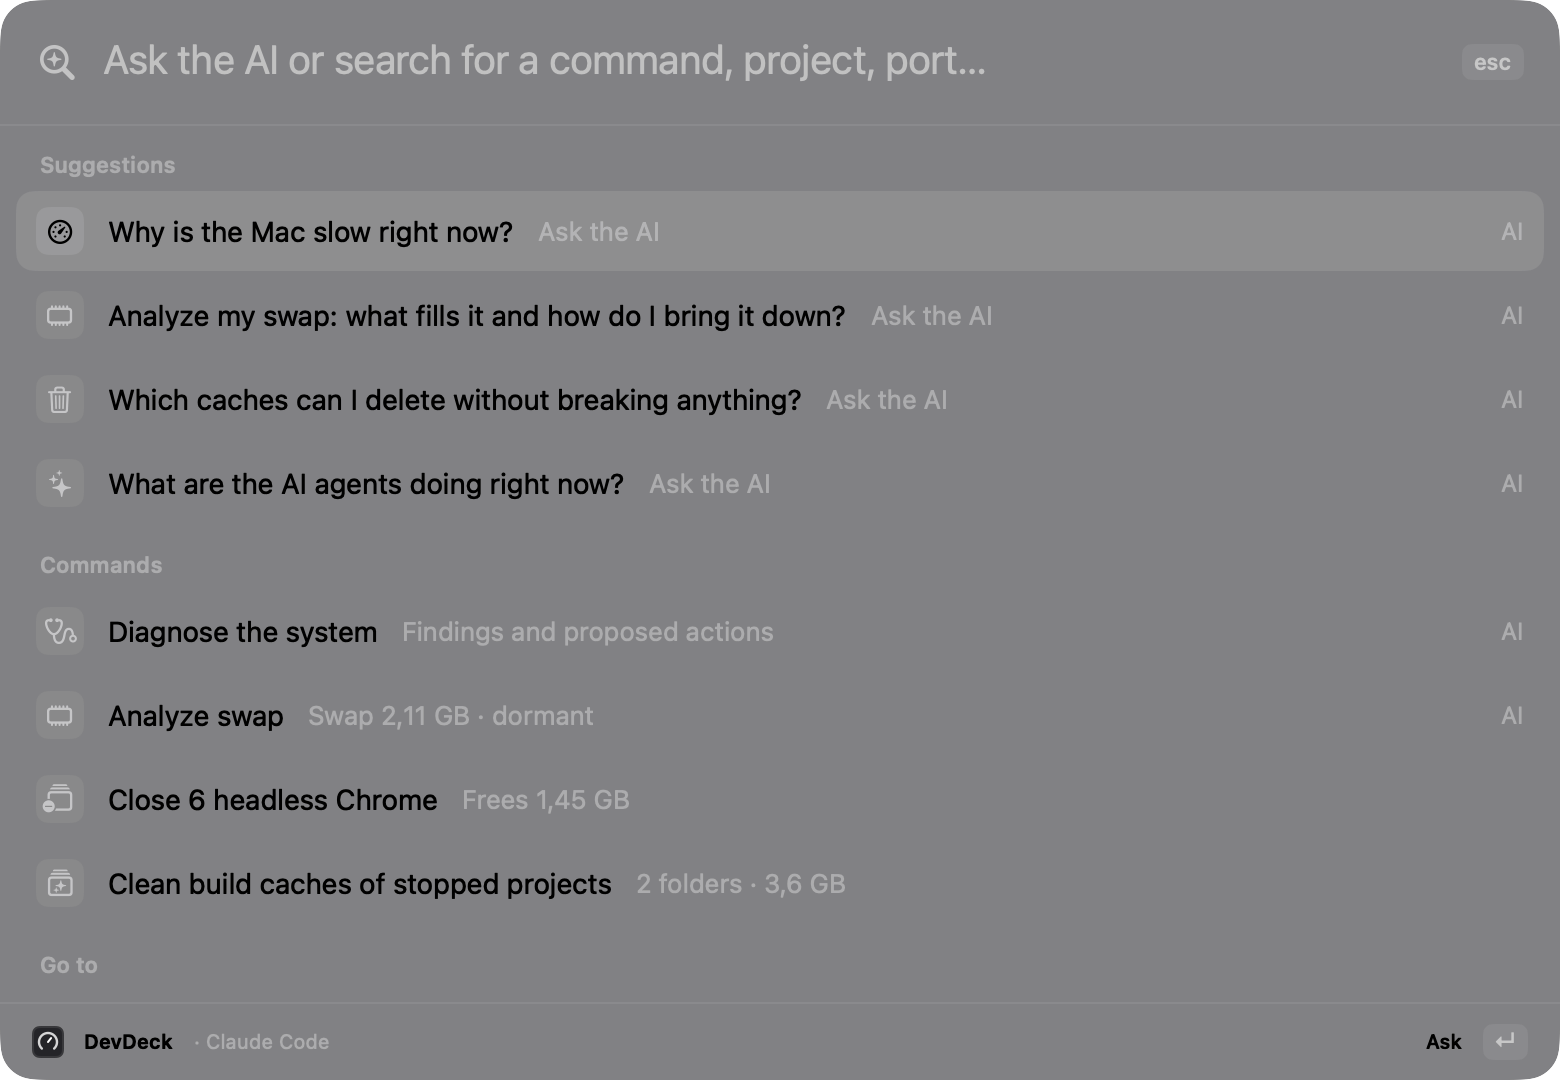 Ask the AI or search for a command, project, port...
esc
Suggestions
Why is the Mac slow right now? Ask the AI AI
Analyze my swap: what fills it and how do I bring it down? Ask the AI AI
Which caches can I delete without breaking anything? Ask the AI AI
What are the AI agents doing right now? Ask the AI AI
Commands
Diagnose the system Findings and proposed actions AI
Analyze swap Swap 2,11 GB · dormant AI
Close 6 headless Chrome Frees 1,45 GB
Clean build caches of stopped projects 2 folders · 3,6 GB
Go to
DevDeck · Claude Code Ask ↵